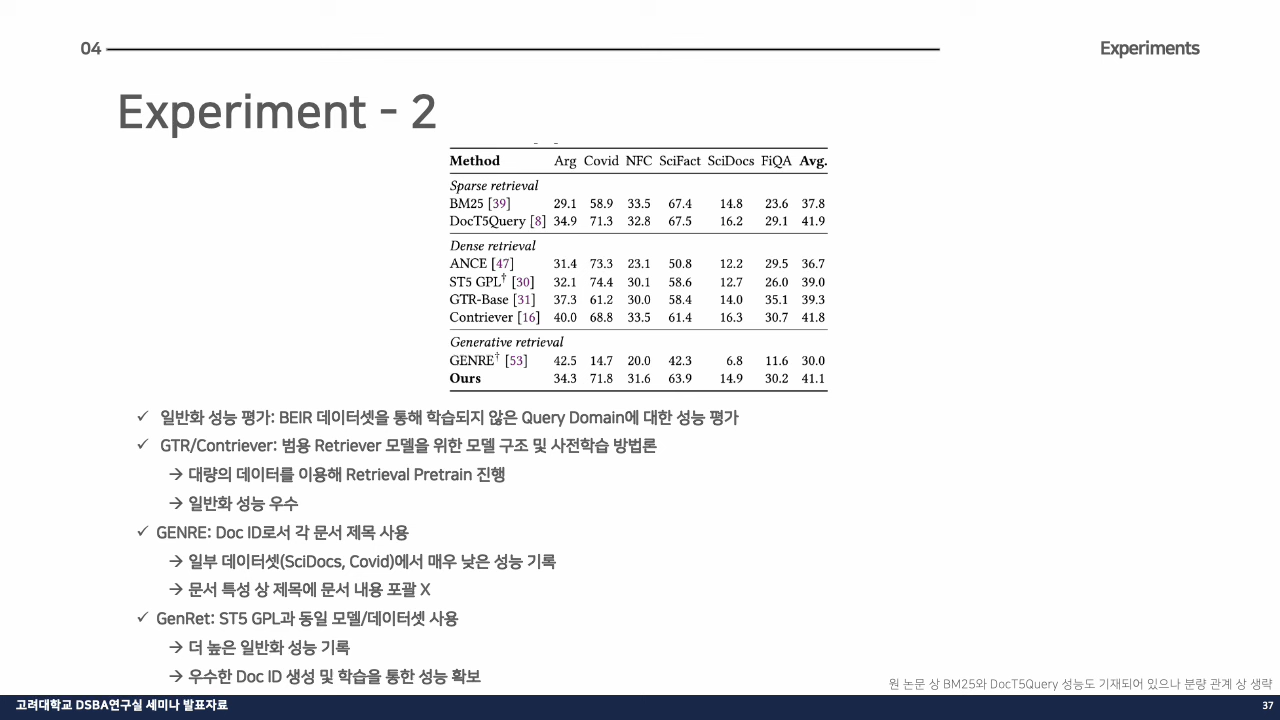 04
Experiments
Experiment - 2
Method Arg Covid NFC SciFact SciDocs FiQA Avg.
Sparse retrieval
BM25 [39] 29.1 58.9 33.5 67.4 14.8 23.6 37.8
DocT5Query [8] 34.9 71.3 32.8 67.5 16.2 29.1 41.9
Dense retrieval
ANCE [47] 31.4 73.3 23.1 50.8 12.2 29.5 36.7
ST5 GPL† [30] 32.1 74.4 30.1 58.6 12.7 26.0 39.0
GTR-Base [31] 37.3 61.2 30.0 58.4 14.0 35.1 39.3
Contriever [16] 40.0 68.8 33.5 61.4 16.3 30.7 41.8
Generative retrieval
GENRE† [53] 42.5 14.7 20.0 42.3 6.8 11.6 30.0
Ours 34.3 71.8 31.6 63.9 14.9 30.2 41.1
✓ 일반화 성능 평가: BEIR 데이터셋을 통해 학습되지 않은 Query Domain에 대한 성능 평가
✓ GTR/Contriever: 범용 Retriever 모델을 위한 모델 구조 및 사전학습 방법론
→ 대량의 데이터를 이용해 Retrieval Pretrain 진행
→ 일반화 성능 우수
✓ GENRE: Doc ID로서 각 문서 제목 사용
→ 일부 데이터셋(SciDocs, Covid)에서 매우 낮은 성능 기록
→ 문서 특성 상 제목에 문서 내용 포괄 X
✓ GenRet: ST5 GPL과 동일 모델/데이터셋 사용
→ 더 높은 일반화 성능 기록
→ 우수한 Doc ID 생성 및 학습을 통한 성능 확보
원 논문 상 BM25와 DocT5Query 성능도 기재되어 있으나 분량 관계 상 생략
고려대학교 DSBA연구실 세미나 발표자료
37